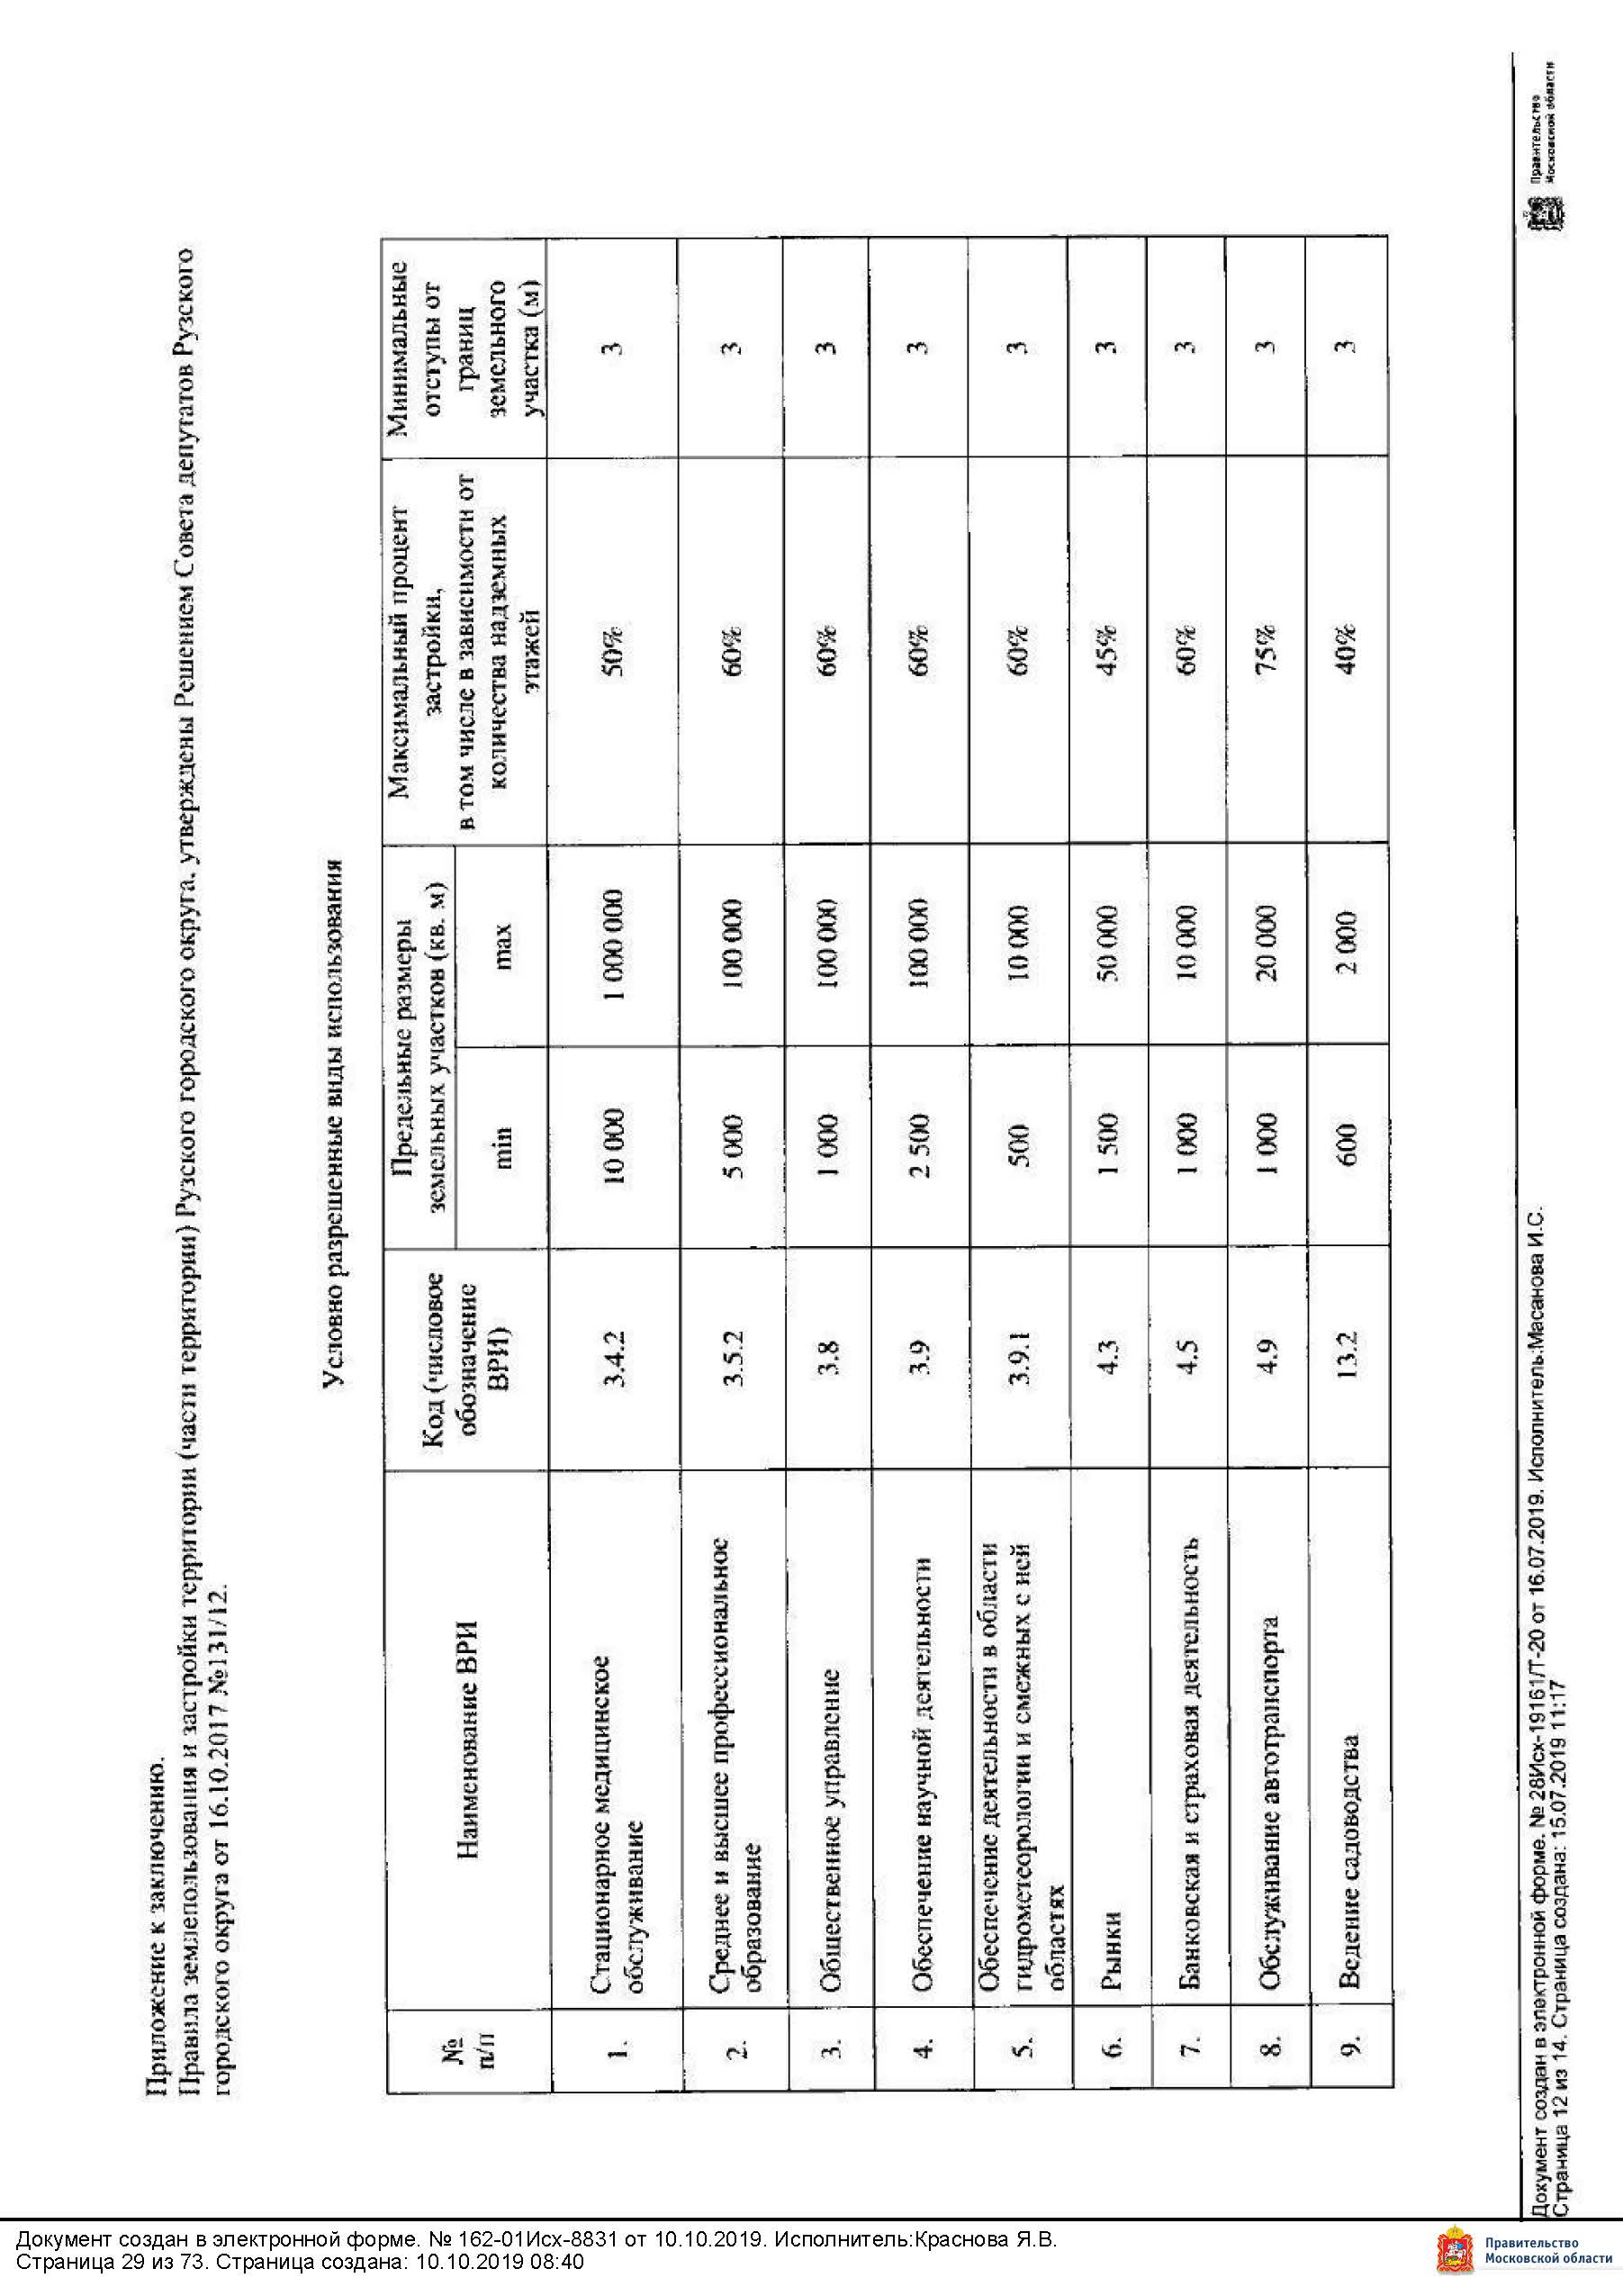 Приложение к заключению.
Правила землепользования и застройки территории (части территории) Рузского городского округа, утверждены Решением Совета депутатов Рузского
городского округа от 16.10.2017 №131/12.
Условно разрешенные виды использования
№
п/п
Наименование ВРИ
Код (числовое
обозначение
ВРИ)
Предельные размеры
земельных участков (кв. м)
min
max
Максимальный процент
застройки,
в том числе в зависимости от
количества надземных
этажей
Минимальные
отступы от
границ
земельного
участка (м)
1. Стационарное медицинское
обслуживание
3.4.2 10 000 1 000 000 50% 3
2. Среднее и высшее профессиональное
образование
3.5.2 5 000 100 000 60% 3
3. Общественное управление 3.8 1 000 100 000 60% 3
4. Обеспечение научной деятельности 3.9 2 500 100 000 60% 3
5. Обеспечение деятельности в области
гидрометеорологии и смежных с ней
областях
3.9.1 500 10 000 60% 3
6. Рынки 4.3 1 500 50 000 45% 3
7. Банковская и страховая деятельность 4.5 1 000 10 000 60% 3
8. Обслуживание автотранспорта 4.9 1 000 20 000 75% 3
9. Ведение садоводства 13.2 600 2 000 40% 3
Документ создан в электронной форме. № 28Исх-19161/Т-20 от 16.07.2019. Исполнитель:Масанова И.С.
Страница 12 из 14. Страница создана: 15.07.2019 11:17
Правительство
Московской области
Документ создан в электронной форме. № 162-01Исх-8831 от 10.10.2019. Исполнитель:Краснова Я.В.
Страница 29 из 73. Страница создана: 10.10.2019 08:40
Правительство
Московской области